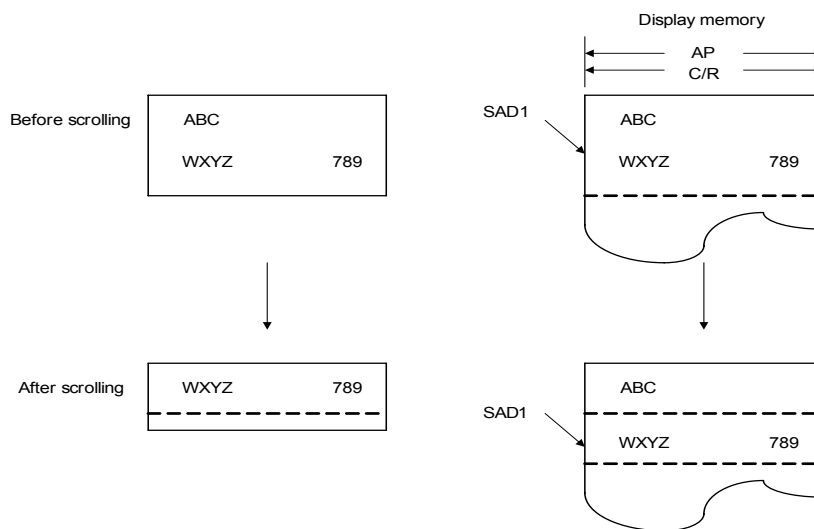 Display memory
AP
C/R
Before scrolling
ABC
WXYZ 789
SAD1
ABC
WXYZ 789
After scrolling
WXYZ 789
SAD1
ABC
WXYZ 789